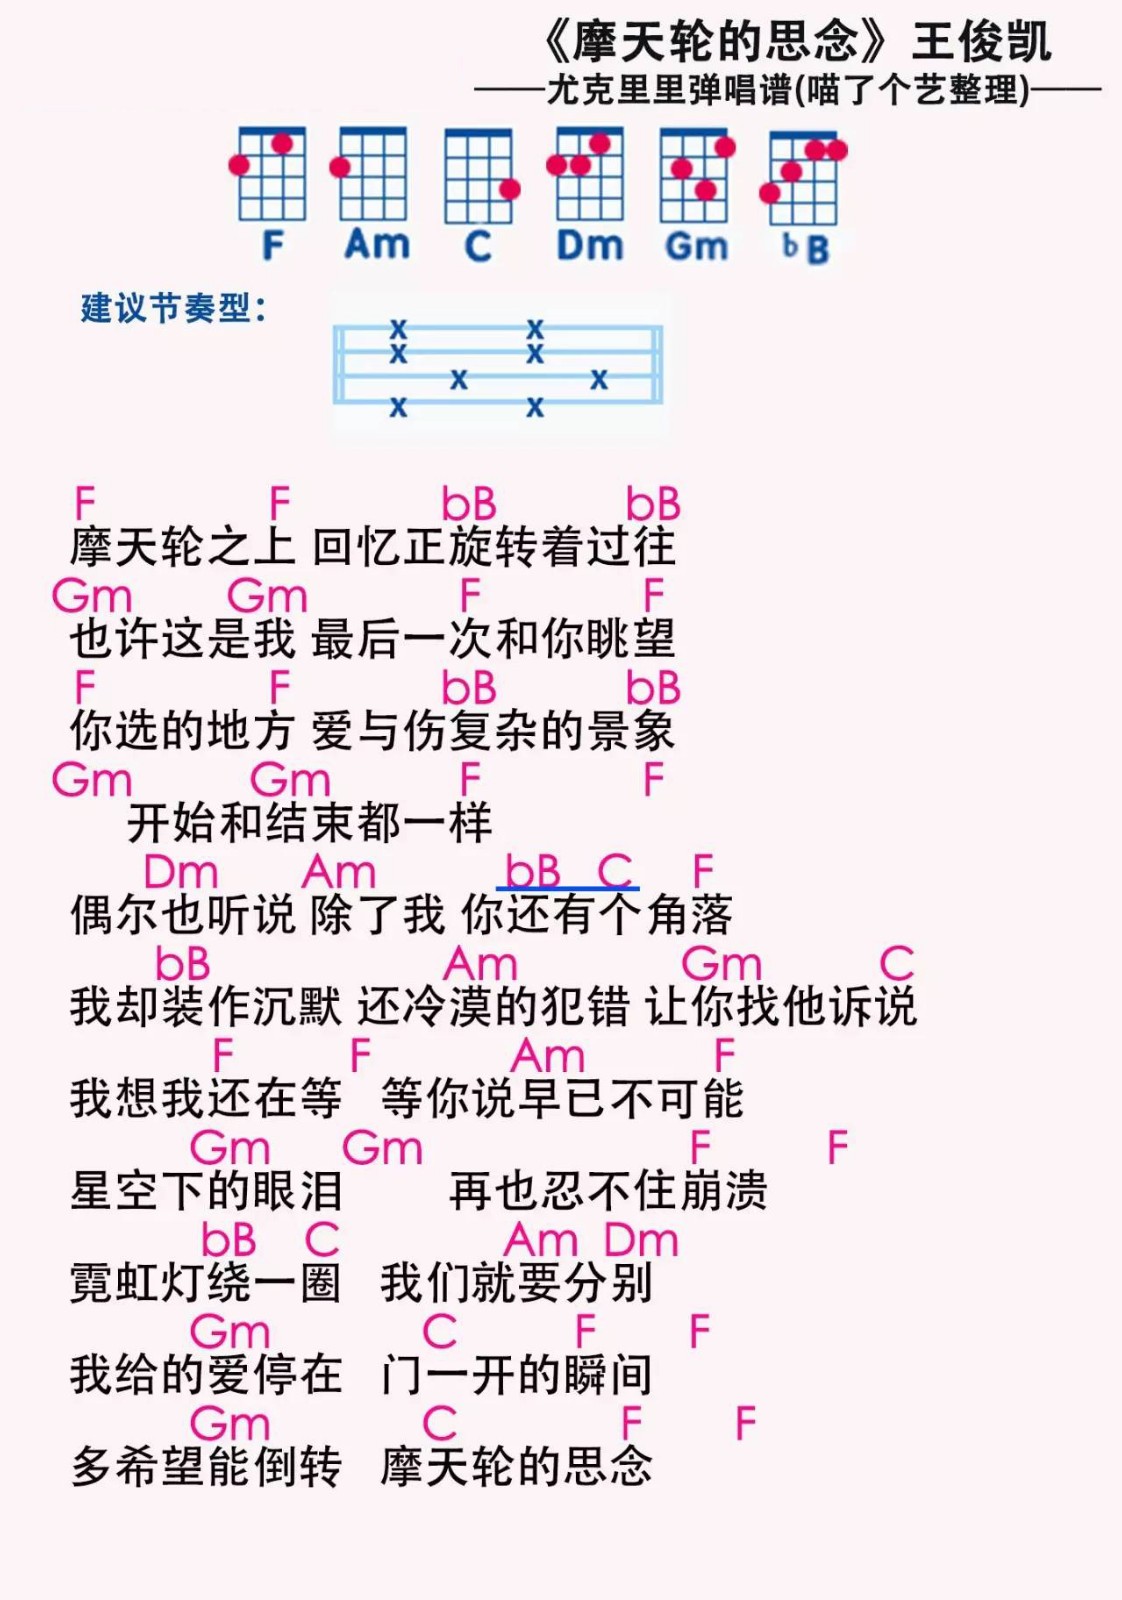 《摩天轮的思念》王俊凯
——尤克里里弹唱谱(喵了个艺整理)——
F Am C Dm Gm ♭B
建议节奏型：
x x
x x
x x
x x
F F bB bB
摩天轮之上 回忆正旋转着过往
Gm Gm F F
也许这是我 最后一次和你眺望
F F bB bB
你选的地方 爱与伤复杂的景象
Gm Gm F F
开始和结束都一样
Dm Am bB C F
偶尔也听说 除了我 你还有个角落
bB Am Gm C
我却装作沉默 还冷漠的犯错 让你找他诉说
F F Am F
我想我还在等 等你说早已不可能
Gm Gm F F
星空下的眼泪 再也忍不住崩溃
bB C Am Dm
霓虹灯绕一圈 我们就要分别
Gm C F F
我给的爱停在 门一开的瞬间
Gm C F F
多希望能倒转 摩天轮的思念